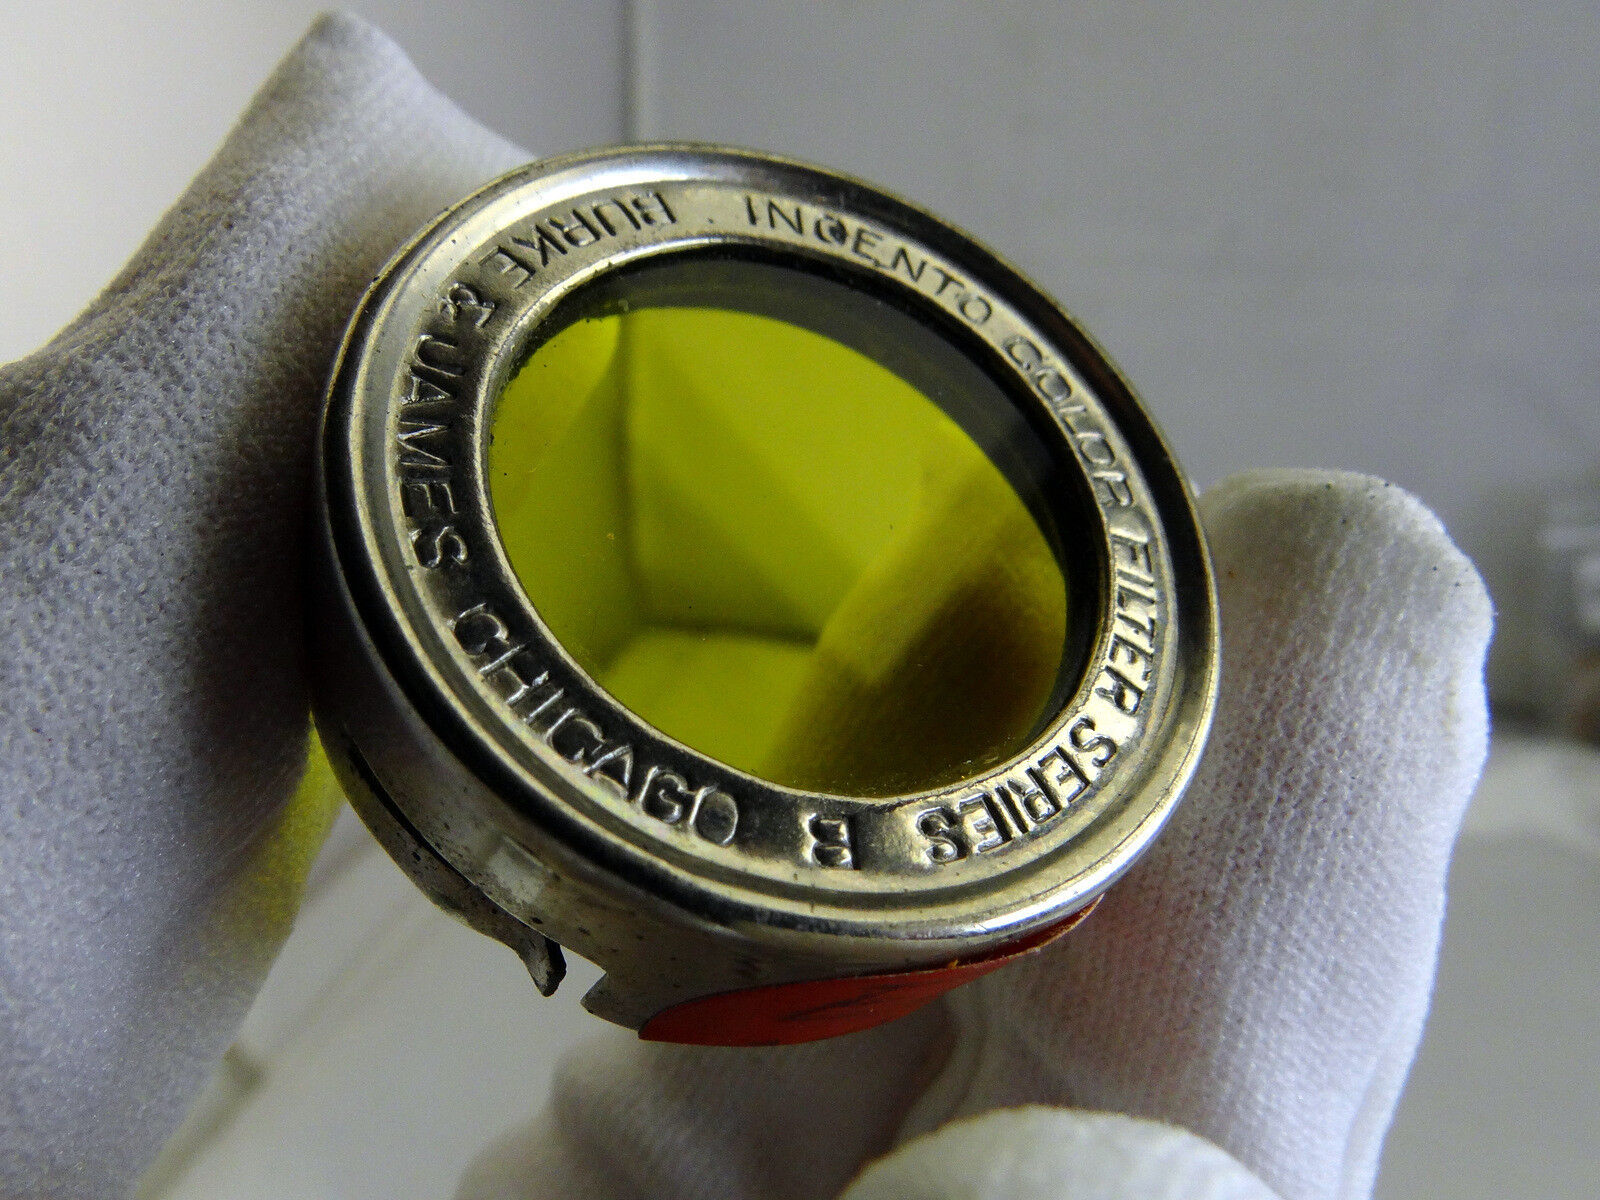 INGENTO COLOR FILTER SERIES B
BURKE & JAMES CHICAGO